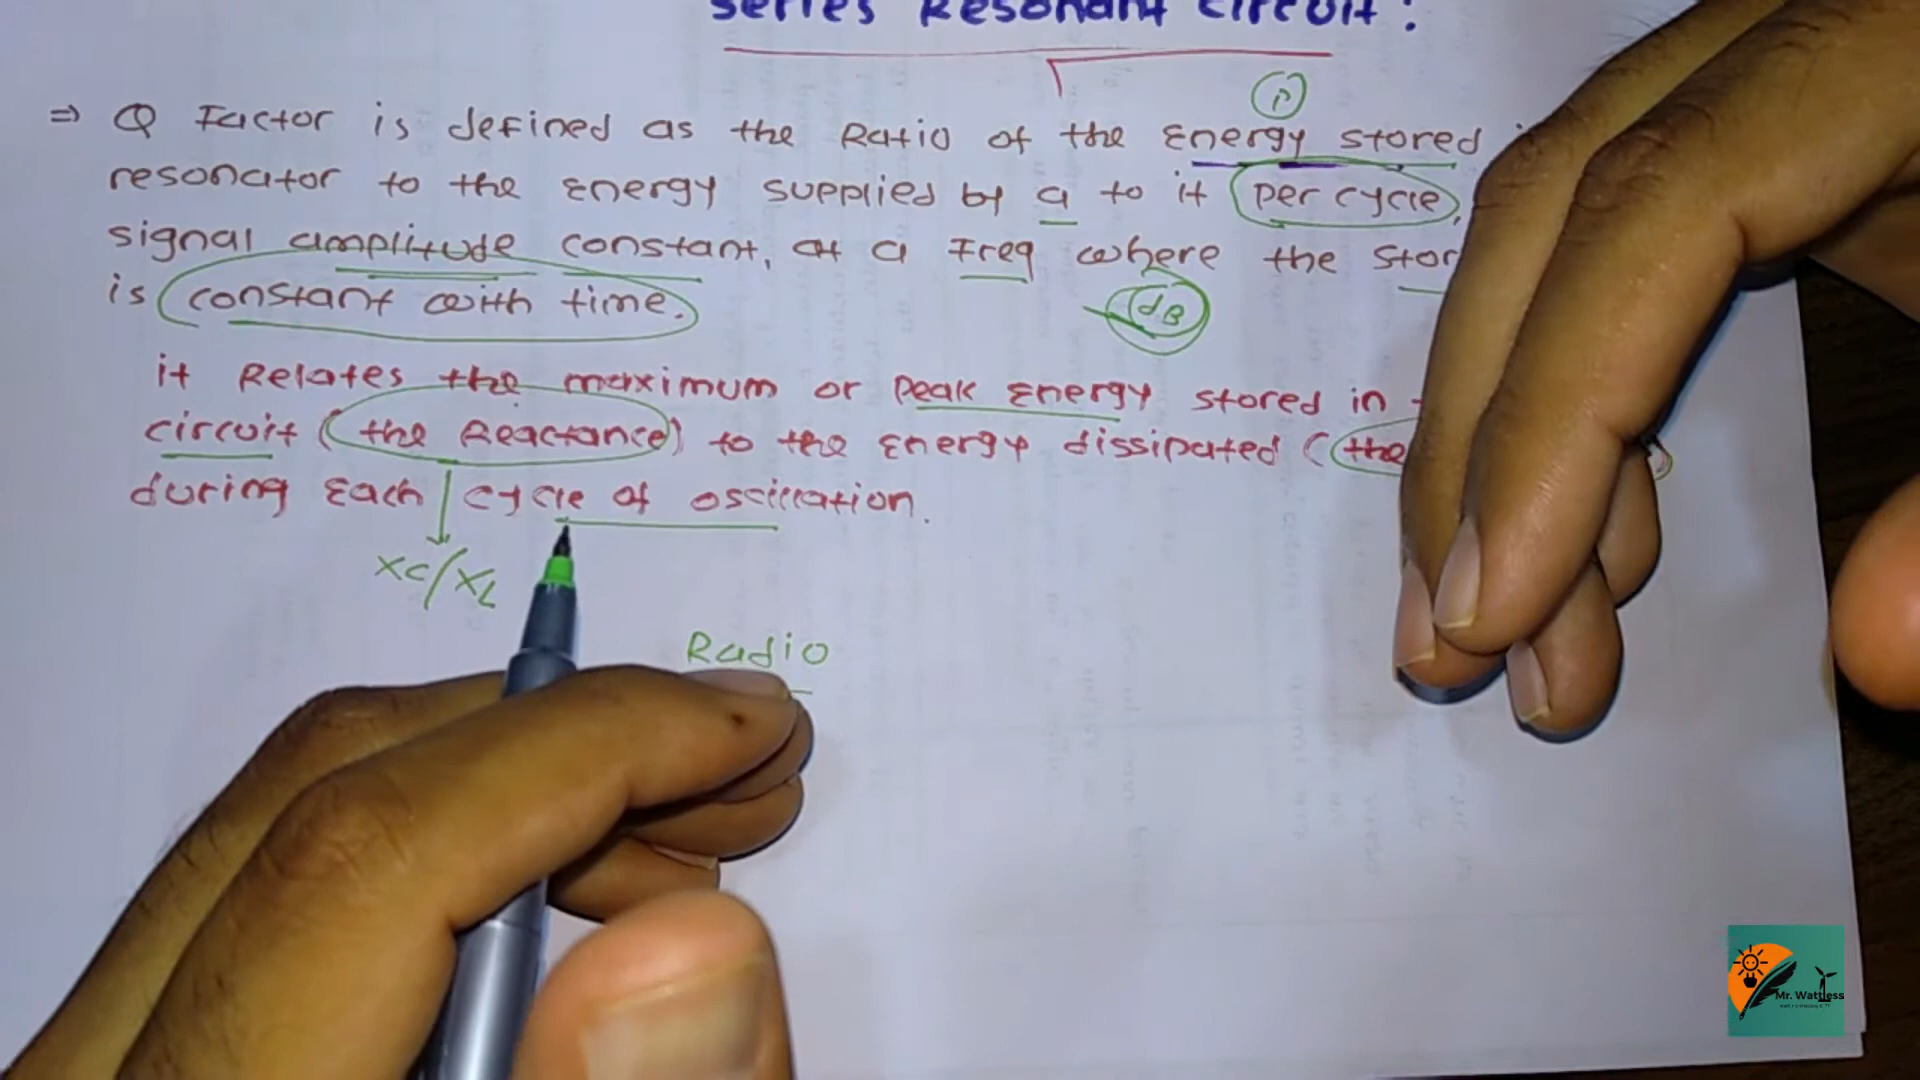 Series Resonant Circuit :
⇒ Q Factor is defined as the Ratio of the Energy stored
resonator to the Energy supplied by a to it per cycle,
signal amplitude constant, at a Freq where the stor
is constant with time.
P
dB
it Relates the maximum or Peak Energy stored in
circuit (the Reactance) to the Energy dissipated (the
during Each cycle of oscillation.
XC/XL
Radio
Mr. Wattless